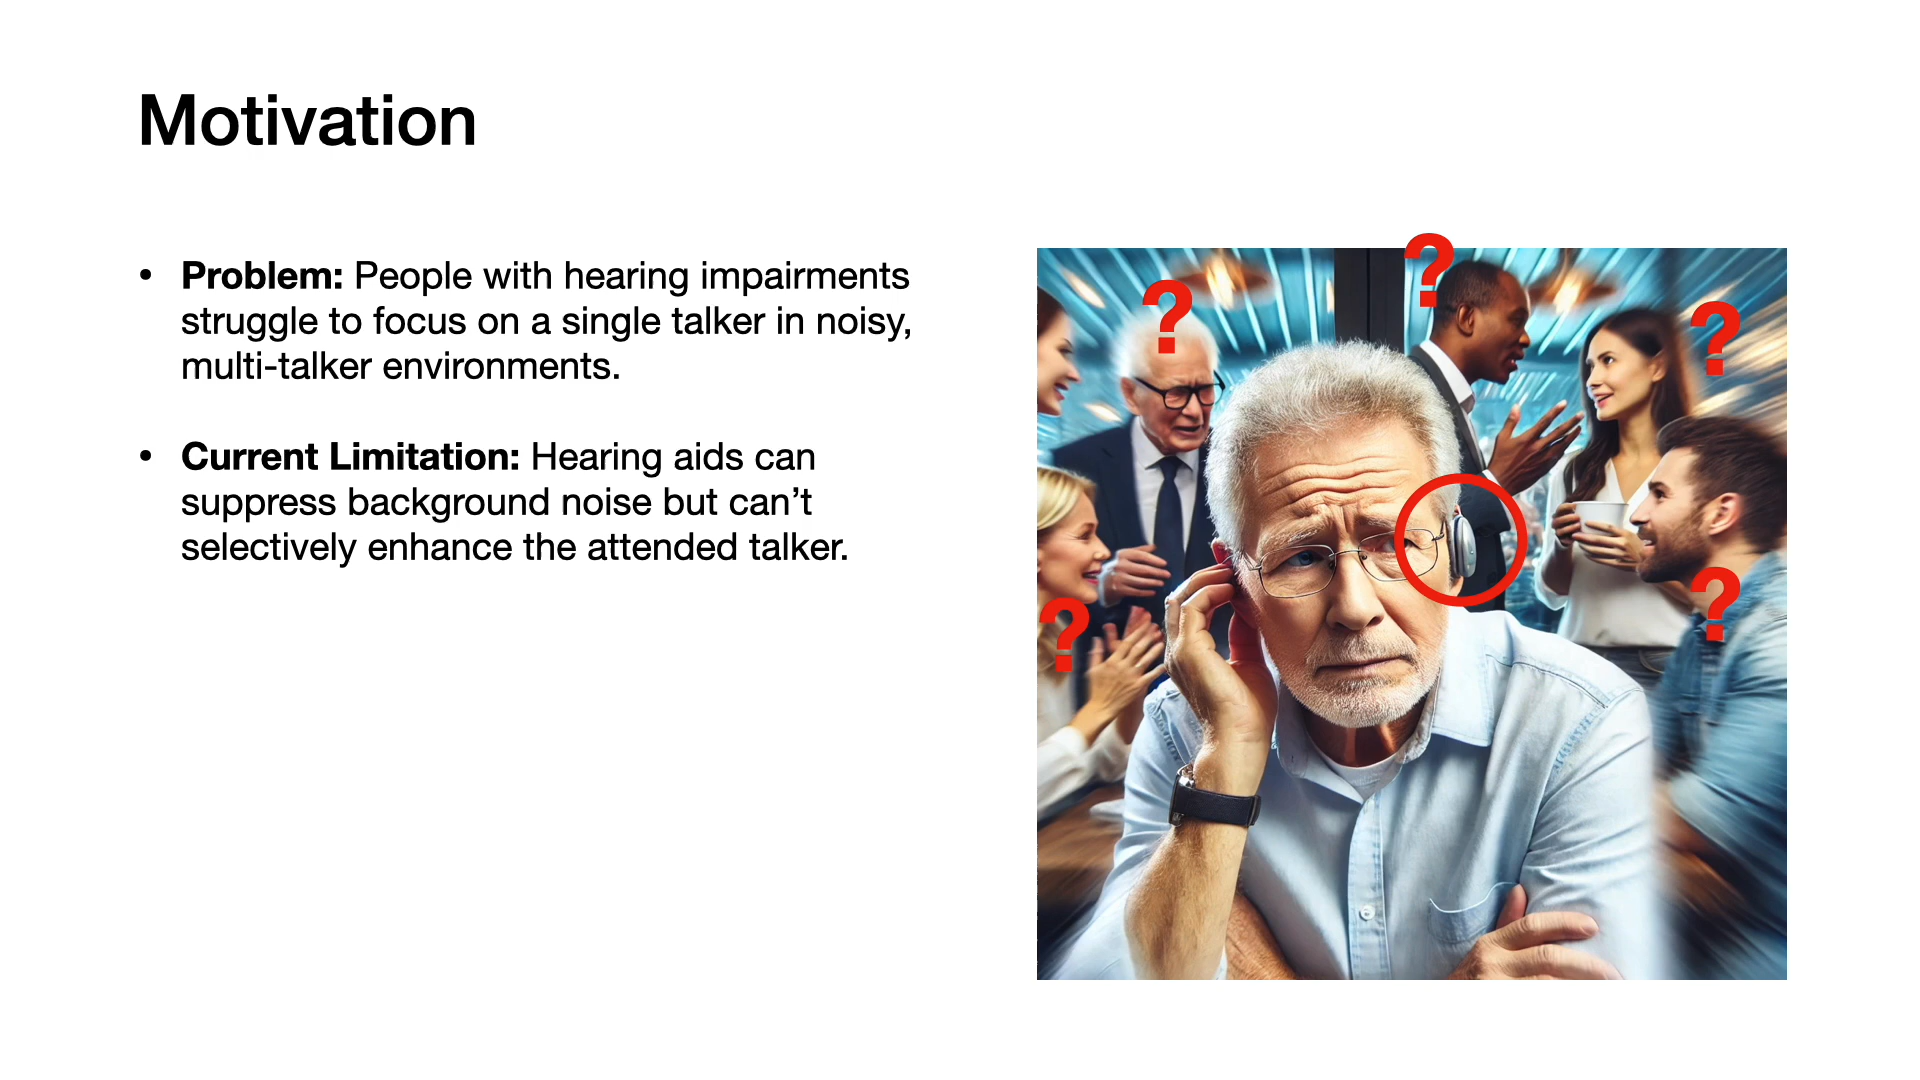 Motivation
• Problem: People with hearing impairments
struggle to focus on a single talker in noisy,
multi-talker environments.
• Current Limitation: Hearing aids can
suppress background noise but can’t
selectively enhance the attended talker.
?
?
?
?
?